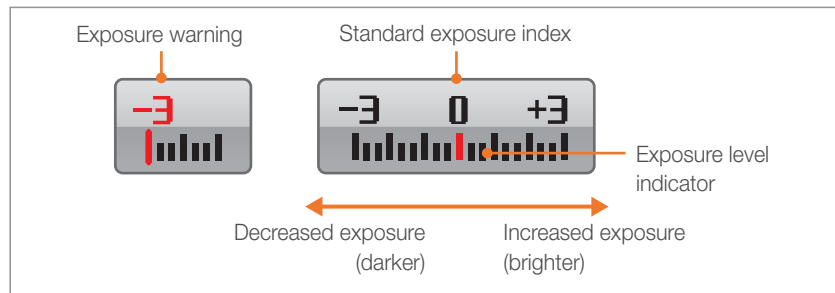 Exposure warning
Standard exposure index
-3
-3 0 +3
Exposure level
indicator
Decreased exposure
(darker)
Increased exposure
(brighter)